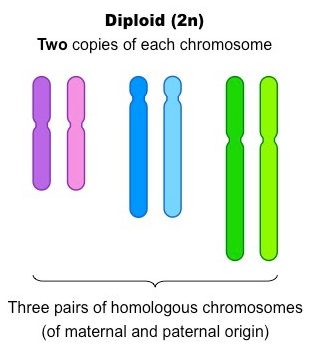 Diploid (2n)
Two copies of each chromosome
Three pairs of homologous chromosomes
(of maternal and paternal origin)